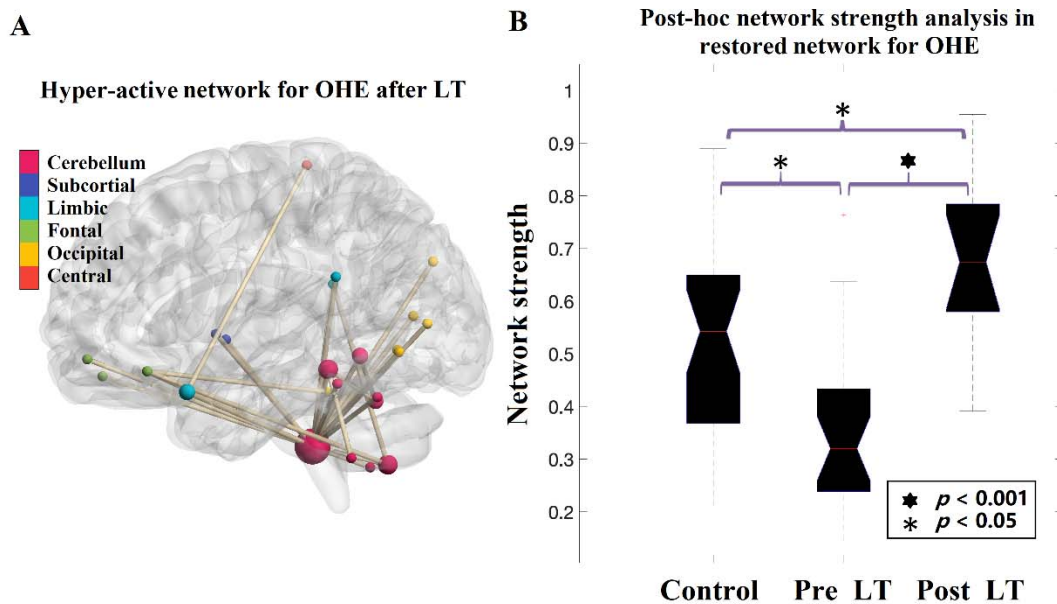 A
Hyper-active network for OHE after LT
Cerebellum
Subcortial
Limbic
Fontal
Occipital
Central
B
Post-hoc network strength analysis in
restored network for OHE
Network strength
1
0.9
0.8
0.7
0.6
0.5
0.4
0.3
0.2
*
*
★
★ p < 0.001
* p < 0.05
Control Pre LT Post LT